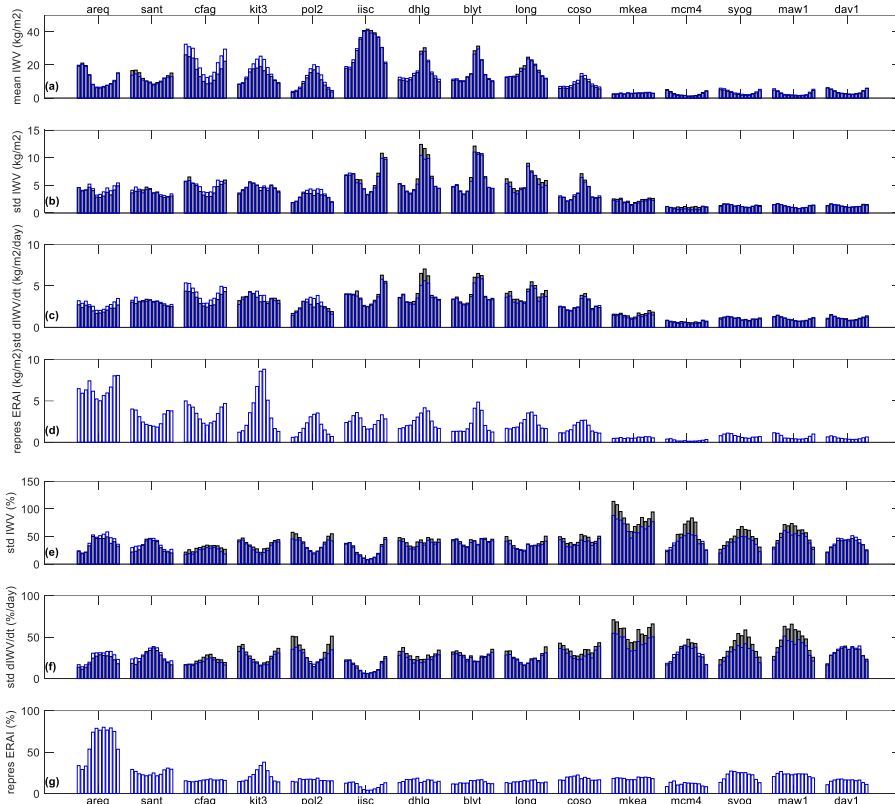 areq sant cfag kit3 pol2 iisc dhlg blyt long coso mkea mcm4 syog maw1 dav1
mean IWV (kg/m2)
40
20
0
(a)
std IWV (kg/m2)
15
10
5
0
(b)
std dIWV/dt (kg/m2/day)
10
5
0
(c)
repres ERAI (kg/m2)
10
5
0
(d)
std IWV (%)
150
100
50
0
(e)
std dIWV/dt (%/day)
100
50
0
(f)
repres ERAI (%)
100
50
0
(g)
areq sant cfag kit3 pol2 iisc dhlg blyt long coso mkea mcm4 syog maw1 dav1